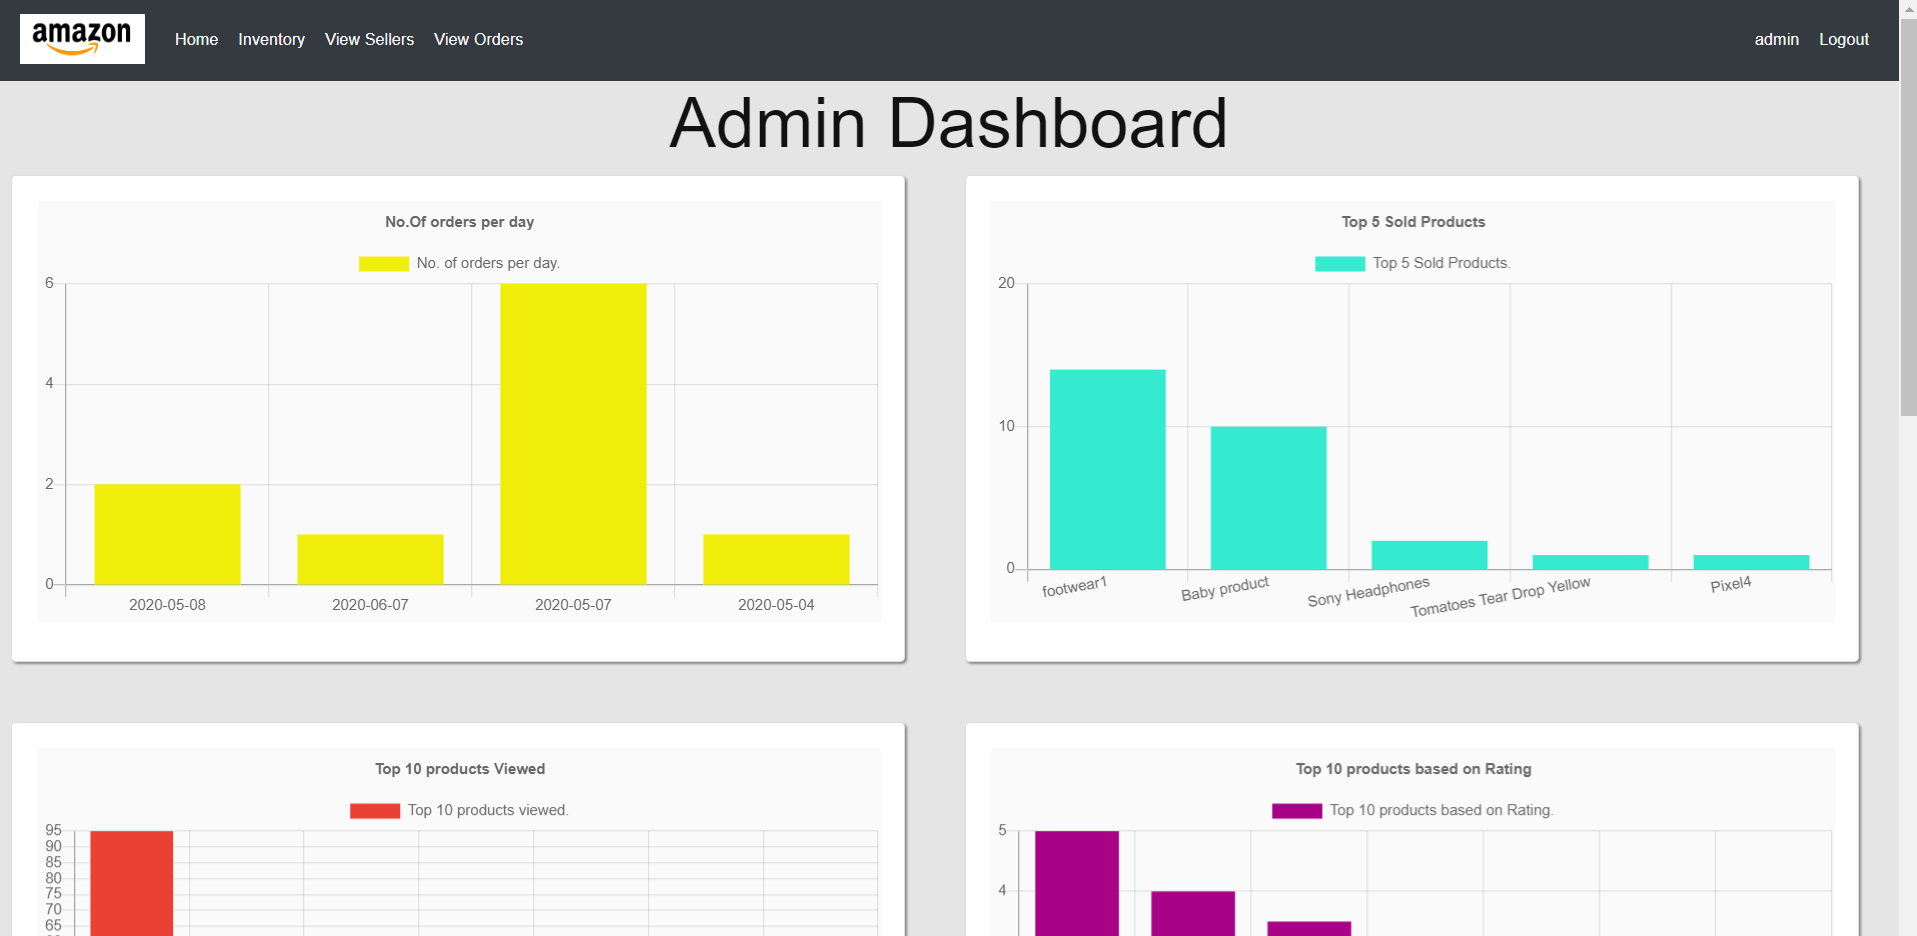 amazon
Home Inventory View Sellers View Orders admin Logout
Admin Dashboard
No.Of orders per day
No. of orders per day.
6
4
2
0
2020-05-08 2020-06-07 2020-05-07 2020-05-04
Top 5 Sold Products
Top 5 Sold Products.
20
10
0
footwear1 Baby product Sony Headphones Tomatoes Tear Drop Yellow Pixel4
Top 10 products Viewed
Top 10 products viewed.
95
90
85
80
75
70
65
Top 10 products based on Rating
Top 10 products based on Rating.
5
4